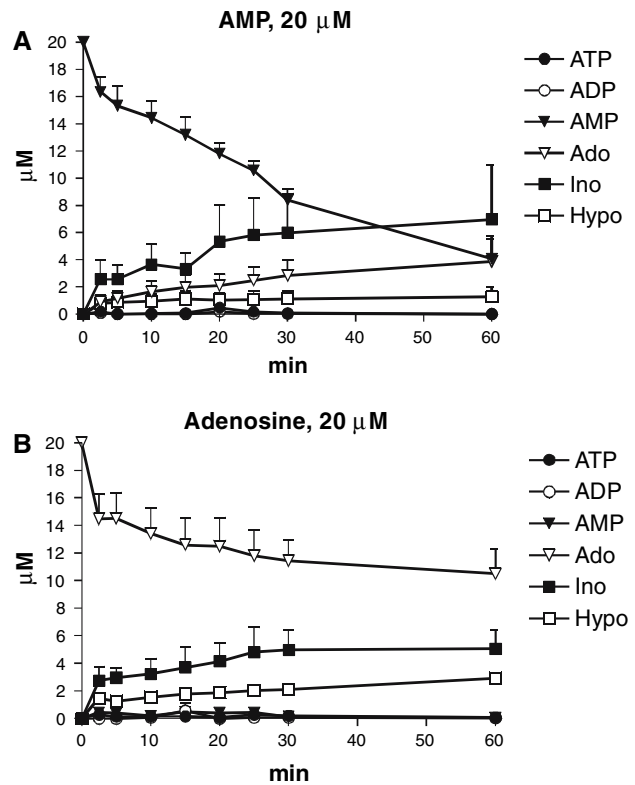 AMP, 20 μM
A
μM
20
18
16
14
12
10
8
6
4
2
0
0 10 20 30 40 50 60
min
ATP
ADP
AMP
Ado
Ino
Hypo
Adenosine, 20 μM
B
μM
20
18
16
14
12
10
8
6
4
2
0
0 10 20 30 40 50 60
min
ATP
ADP
AMP
Ado
Ino
Hypo